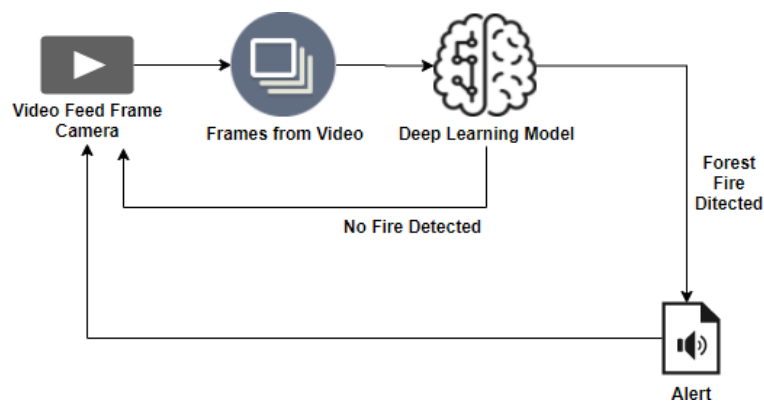 Video Feed Frame
Camera
Frames from Video
Deep Learning Model
Forest
Fire
Ditected
No Fire Detected
Alert